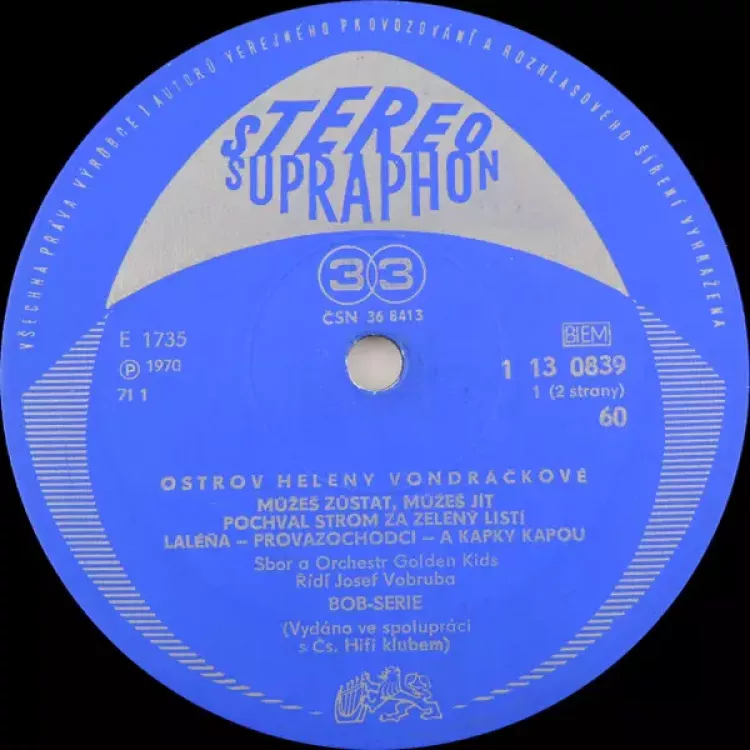 VŠECHNA PRÁVA VÝROBCE I AUTORŮ VEŘEJNÉHO PROVOZOVÁNÍ A ROZHLASOVÉHO ŠÍŘENÍ VYHRAŽENA
STEREO
SUPRAPHON
33
ČSN 36 8413
E 1735
BIEM
Ⓟ 1970
1 13 0839
71 1
1 (2 strany)
60
OSTROV HELENY VONDRÁČKOVÉ
MŮŽEŠ ZŮSTAT, MŮŽEŠ JÍT
POCHVAL STROM ZA ZELENÝ LISTÍ
LALÉŇA – PROVAZOCHODCI – A KAPKY KAPOU
Sbor a Orchestr Golden Kids
Řídí Josef Vobruba
BOB-SERIE
(Vydáno ve spolupráci
s Čs. Hifi klubem)